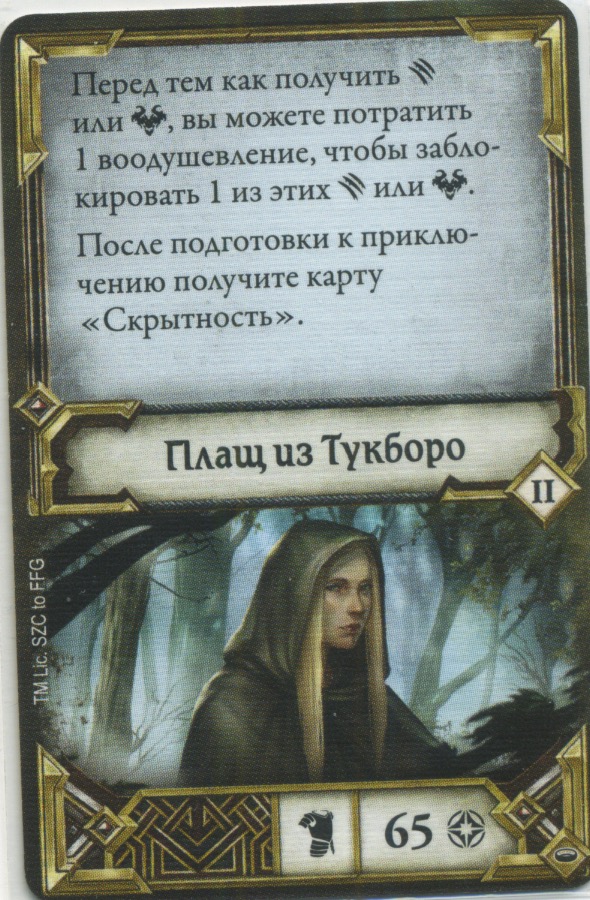 Перед тем как получить
или , вы можете потратить
1 воодушевление, чтобы забло-
кировать 1 из этих или .
После подготовки к приклю-
чению получите карту
«Скрытность».
Плащ из Тукборо
II
TM Lic. SZC to FFG
65